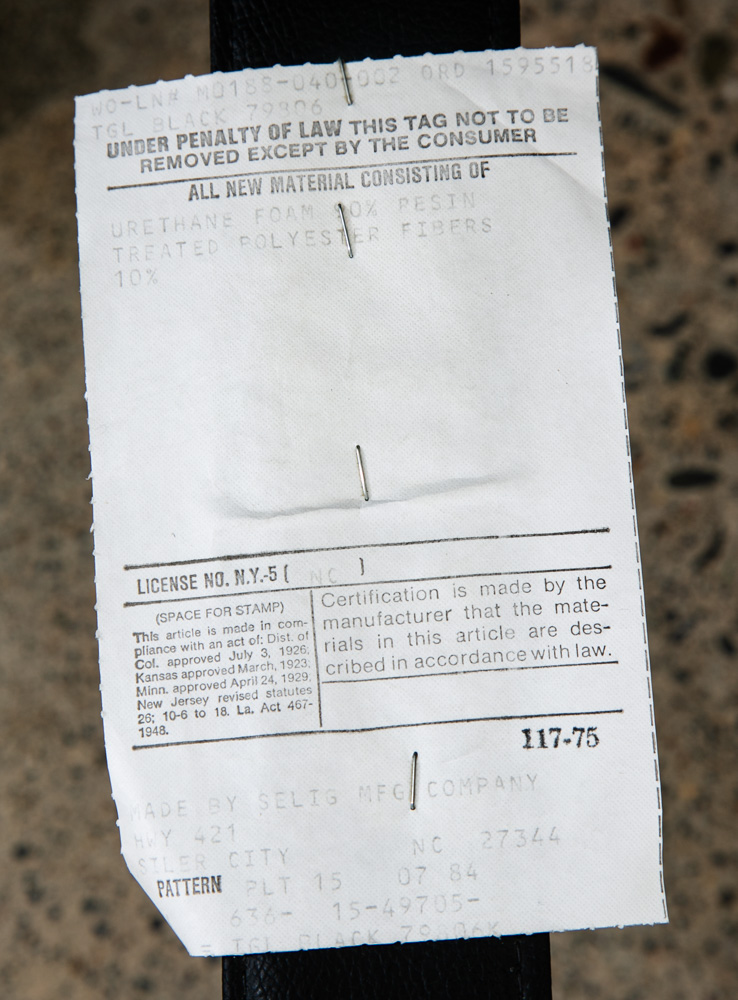 WO-LN# M0188-040-002 ORD 1595518
TGL BLACK 79806
UNDER PENALTY OF LAW THIS TAG NOT TO BE
REMOVED EXCEPT BY THE CONSUMER
ALL NEW MATERIAL CONSISTING OF
URETHANE FOAM 90% RESIN
TREATED POLYESTER FIBERS
10%
LICENSE NO. N.Y.-5 ( NC )
(SPACE FOR STAMP)
This article is made in com-
pliance with an act of: Dist. of
Col. approved July 3, 1926;
Kansas approved March, 1923;
Minn. approved April 24, 1929,
New Jersey revised statutes
26; 10-6 to 18. La. Act 467-
1948.
Certification is made by the
manufacturer that the mate-
rials in this article are des-
cribed in accordance with law.
117-75
MADE BY SELIG MFG COMPANY
HWY 421
SILER CITY NC 27344
PATTERN PLT 15 07 84
636- 15-49705-
= TGL BLACK 79806K